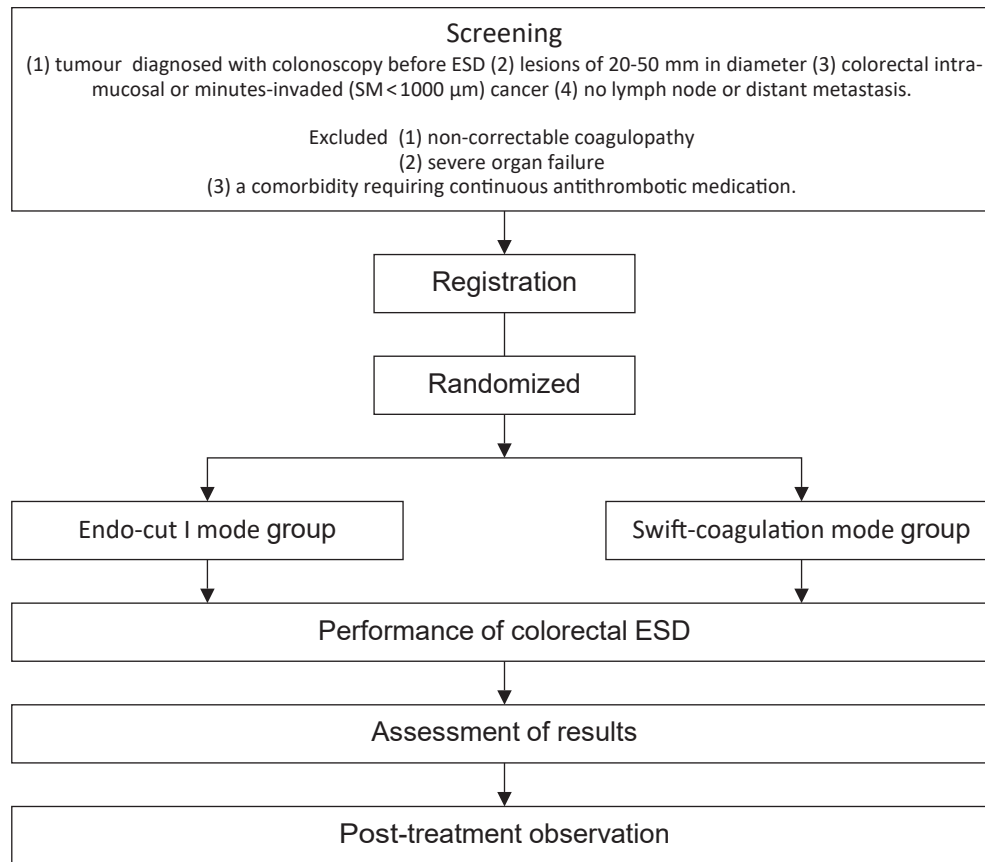 Screening
(1) tumour diagnosed with colonoscopy before ESD (2) lesions of 20-50 mm in diameter (3) colorectal intra-
mucosal or minutes-invaded (SM < 1000 μm) cancer (4) no lymph node or distant metastasis.
Excluded (1) non-correctable coagulopathy
(2) severe organ failure
(3) a comorbidity requiring continuous antithrombotic medication.
Registration
Randomized
Endo-cut I mode group
Swift-coagulation mode group
Performance of colorectal ESD
Assessment of results
Post-treatment observation